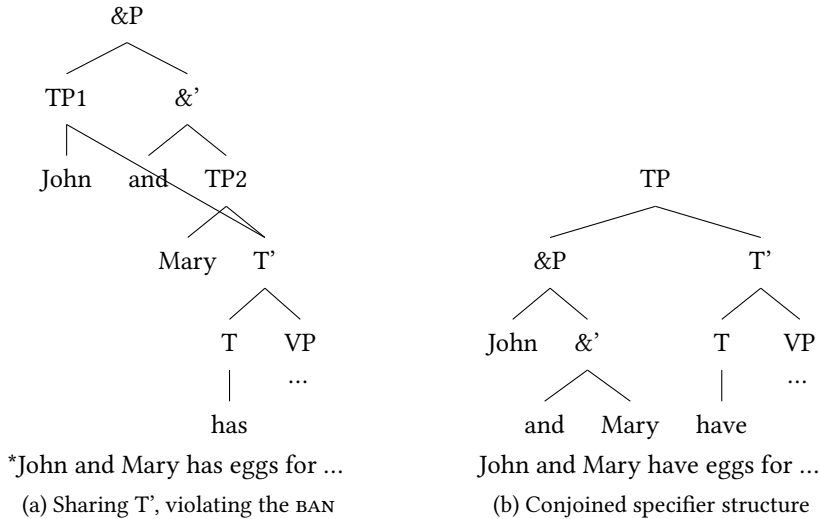 &P
TP1 &’
John and TP2
TP
Mary T’
&P T’
T VP
...
John &’ T VP
...
has
and Mary have
*John and Mary has eggs for ...
John and Mary have eggs for ...
(a) Sharing T’, violating the BAN
(b) Conjoined specifier structure